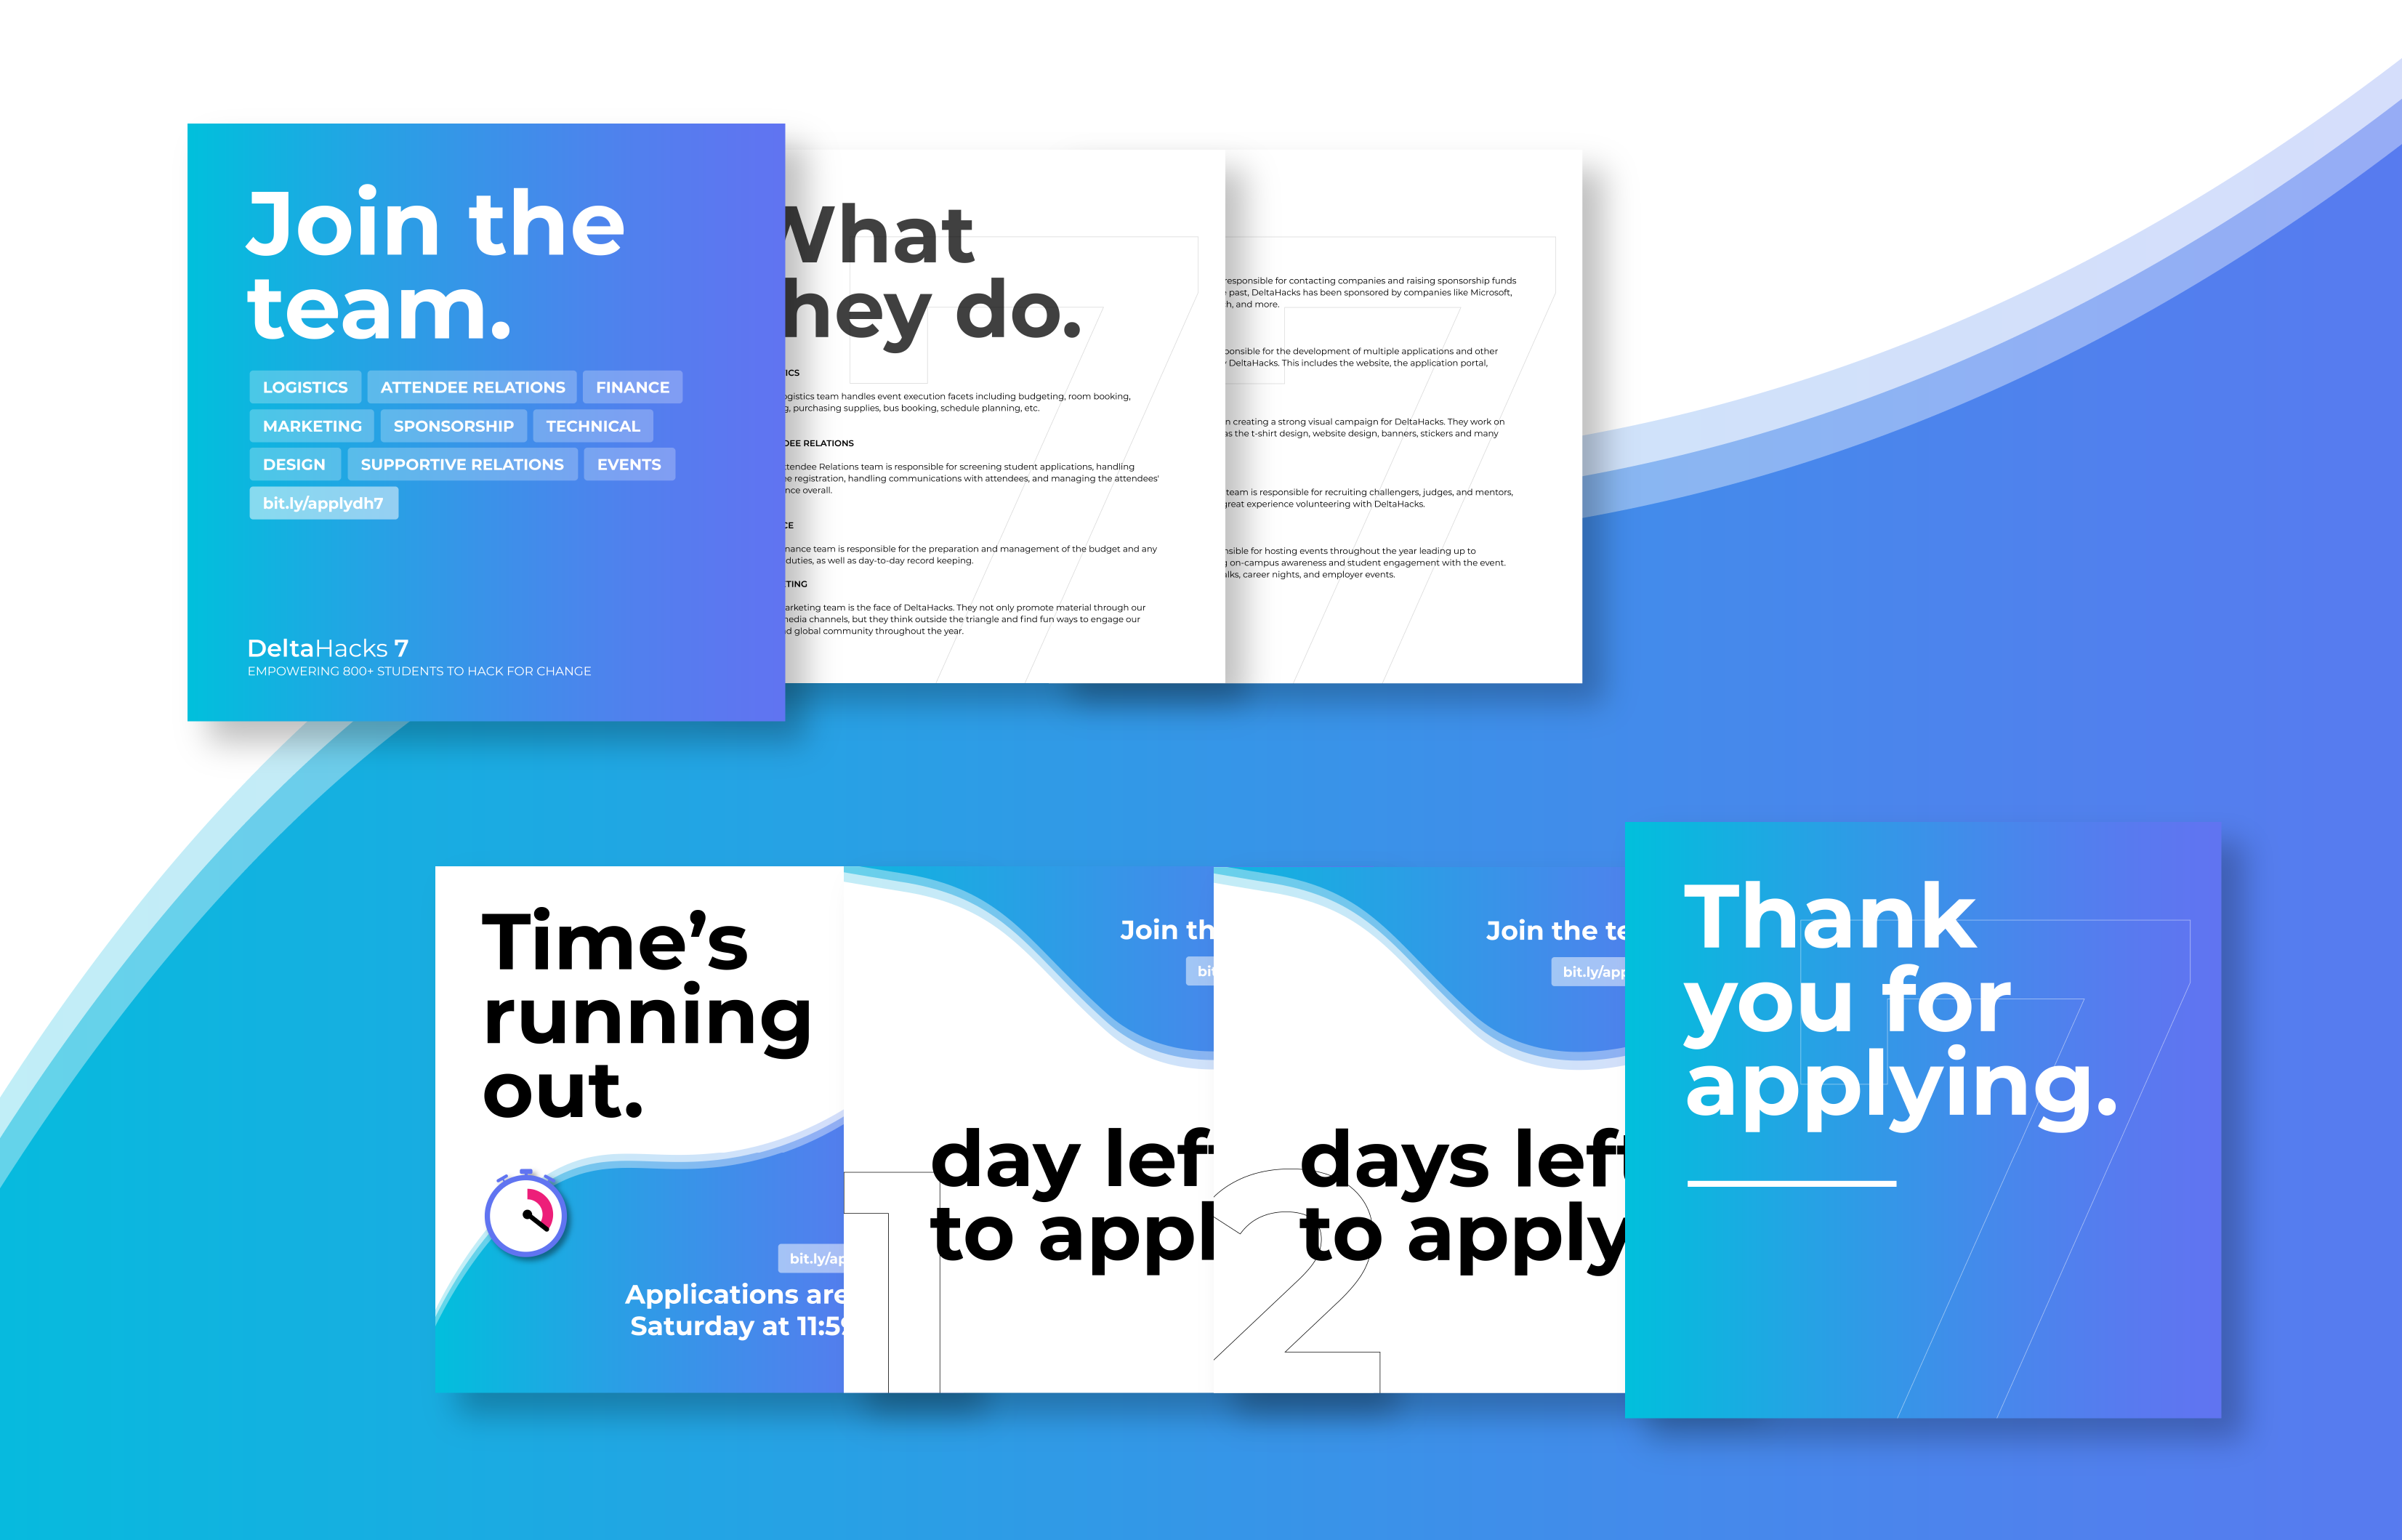 Join the
team.
LOGISTICS ATTENDEE RELATIONS FINANCE
MARKETING SPONSORSHIP TECHNICAL
DESIGN SUPPORTIVE RELATIONS EVENTS
bit.ly/applydh7
DeltaHacks 7
EMPOWERING 800+ STUDENTS TO HACK FOR CHANGE
What
hey do.
ICS
ogistics team handles event execution facets including budgeting, room booking,
g, purchasing supplies, bus booking, schedule planning, etc.
DEE RELATIONS
ttendee Relations team is responsible for screening student applications, handling
e registration, handling communications with attendees, and managing the attendees'
nce overall.
CE
nance team is responsible for the preparation and management of the budget and any
duties, as well as day-to-day record keeping.
TING
arketing team is the face of DeltaHacks. They not only promote material through our
media channels, but they think outside the triangle and find fun ways to engage our
d global community throughout the year.
responsible for contacting companies and raising sponsorship funds
past, DeltaHacks has been sponsored by companies like Microsoft,
h, and more.
ponsible for the development of multiple applications and other
DeltaHacks. This includes the website, the application portal,
n creating a strong visual campaign for DeltaHacks. They work on
as the t-shirt design, website design, banners, stickers and many
team is responsible for recruiting challengers, judges, and mentors,
great experience volunteering with DeltaHacks.
nsible for hosting events throughout the year leading up to
g on-campus awareness and student engagement with the event.
alks, career nights, and employer events.
Time's
running
out.
bit.ly/ap
Applications are
Saturday at 11:59
Join th
bit
1
day left
to appl
Join the te
bit.ly/app
2
days left
to apply
Thank
you for
applying.
7